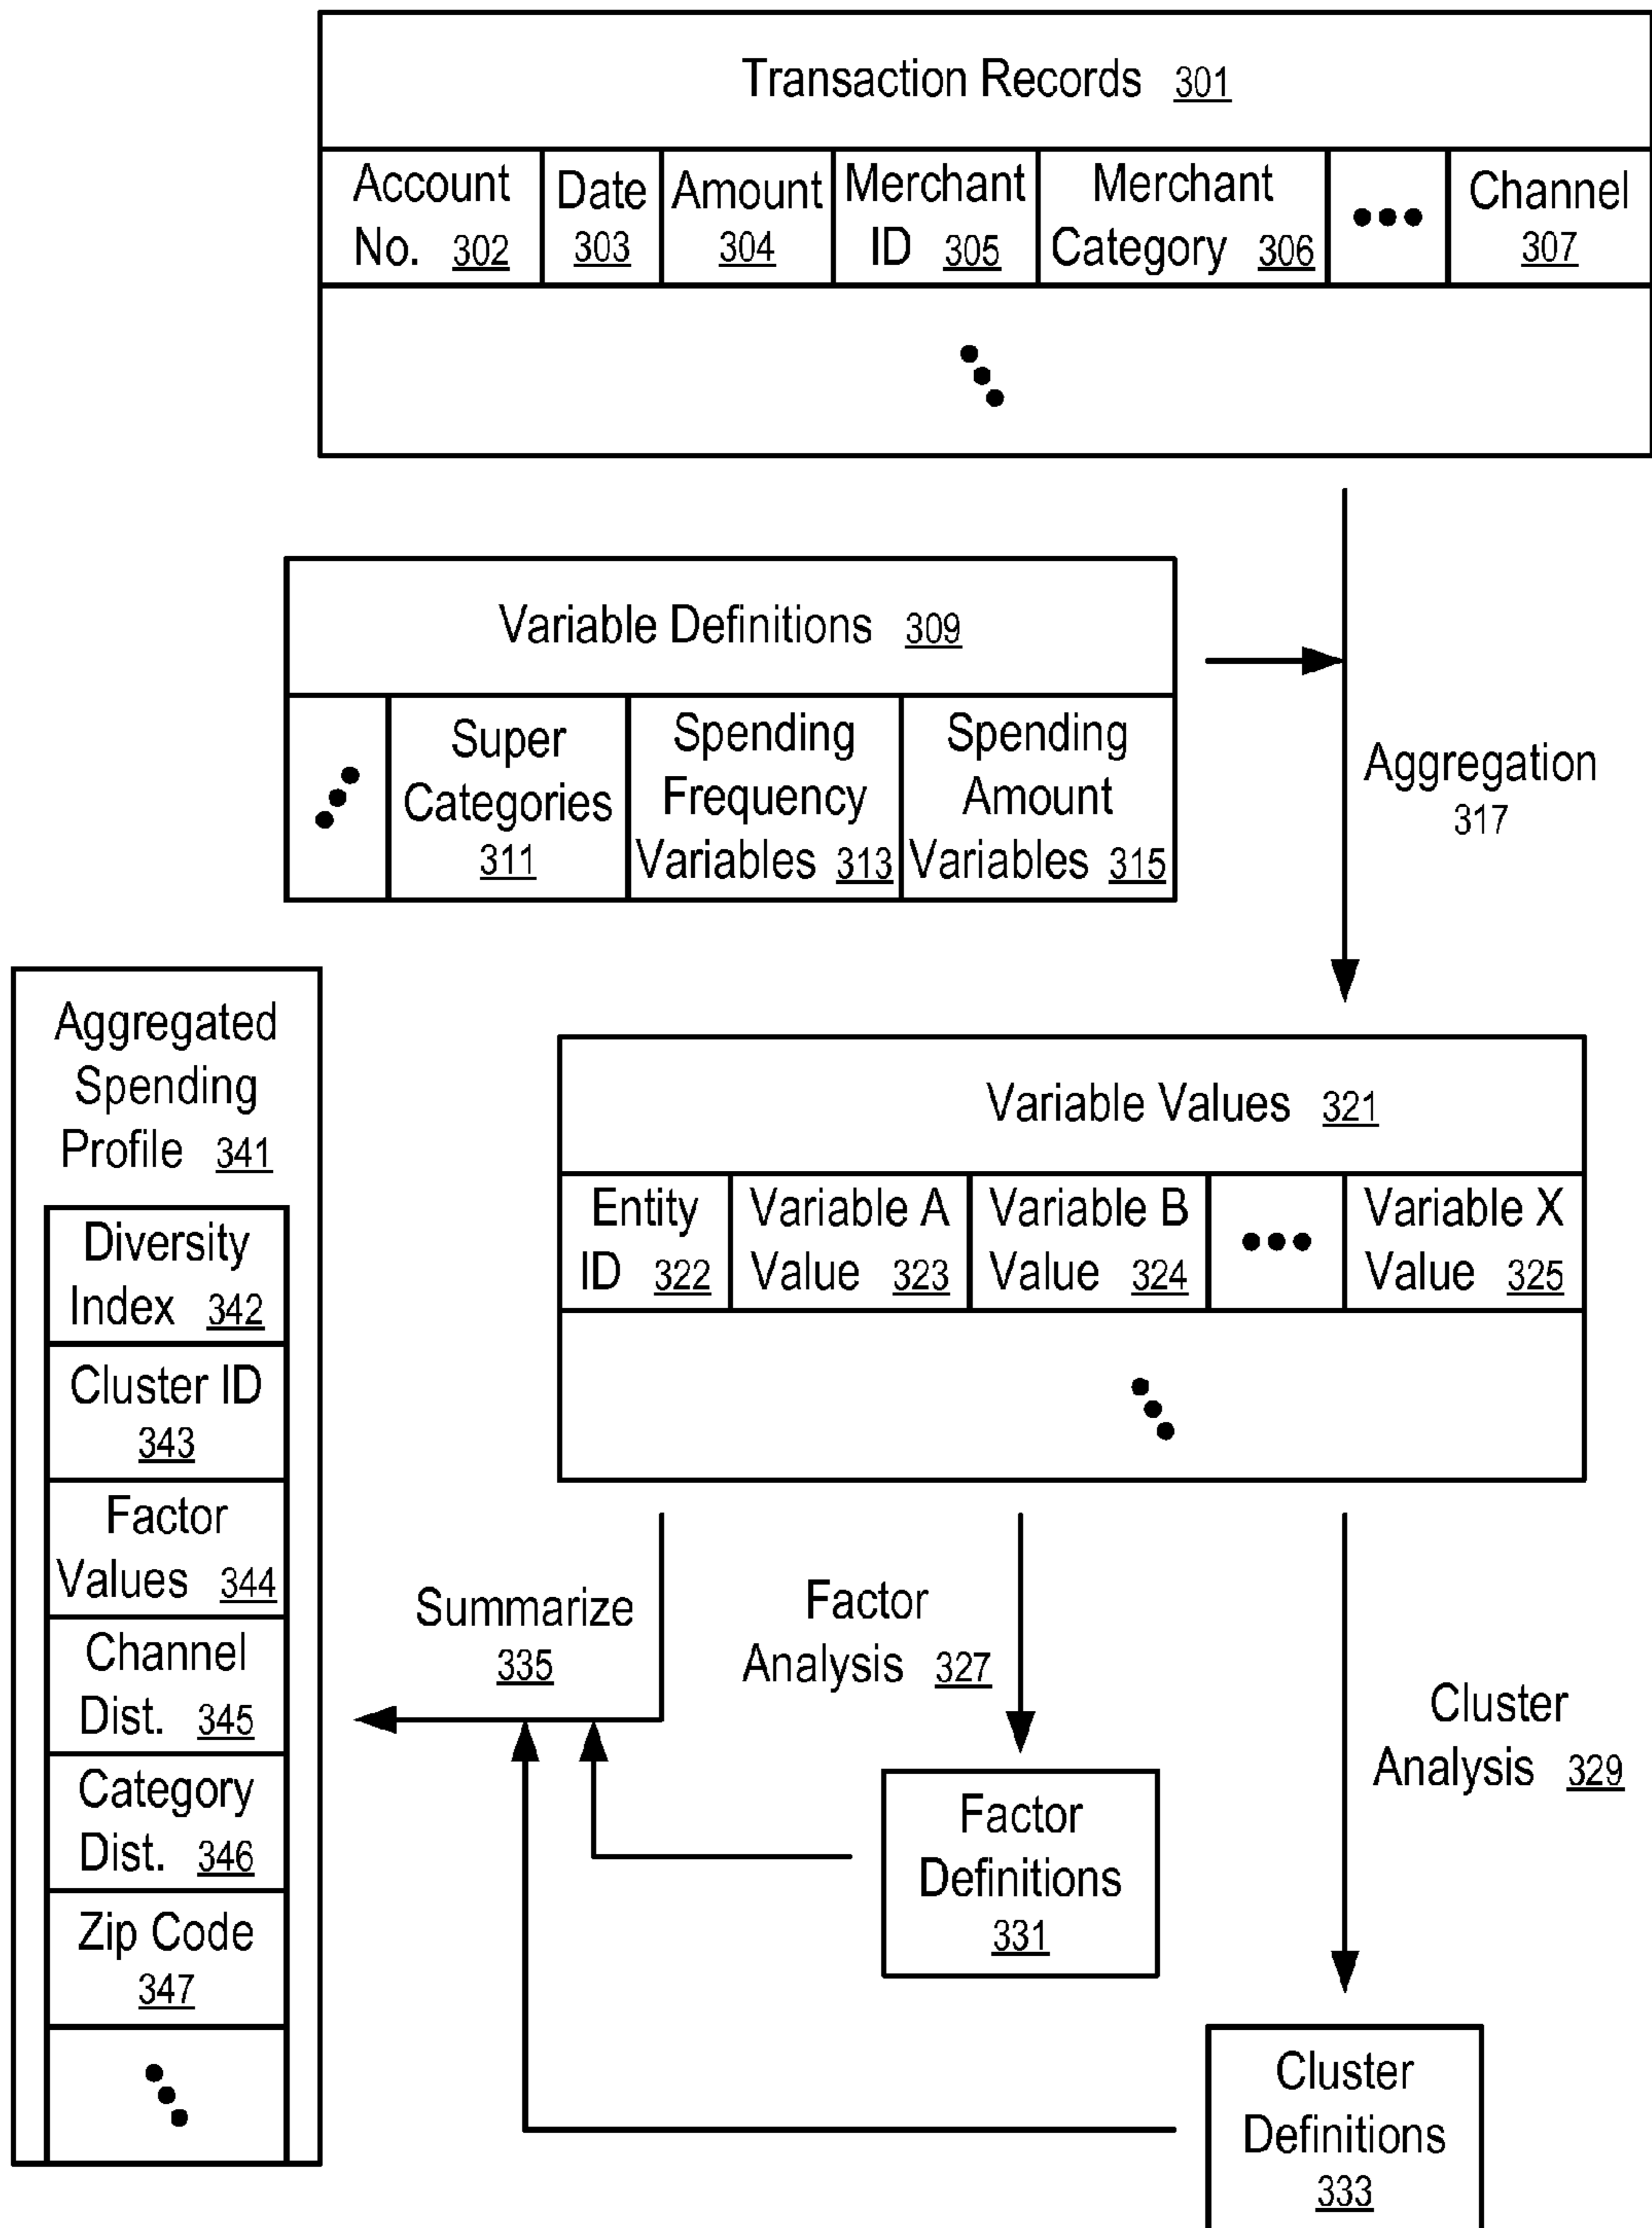 Transaction Records 301
Account
No. 302
Date
303
Amount
304
Merchant
ID 305
Merchant
Category 306
•••
Channel
307
Variable Definitions 309
Super
Categories
311
Spending
Frequency
Variables 313
Spending
Amount
Variables 315
Aggregation
317
Aggregated
Spending
Profile 341
Diversity
Index 342
Cluster ID
343
Factor
Values 344
Channel
Dist. 345
Category
Dist. 346
Zip Code
347
Variable Values 321
Entity
ID 322
Variable A
Value 323
Variable B
Value 324
•••
Variable X
Value 325
Summarize
335
Factor
Analysis 327
Cluster
Analysis 329
Factor
Definitions
331
Cluster
Definitions
333